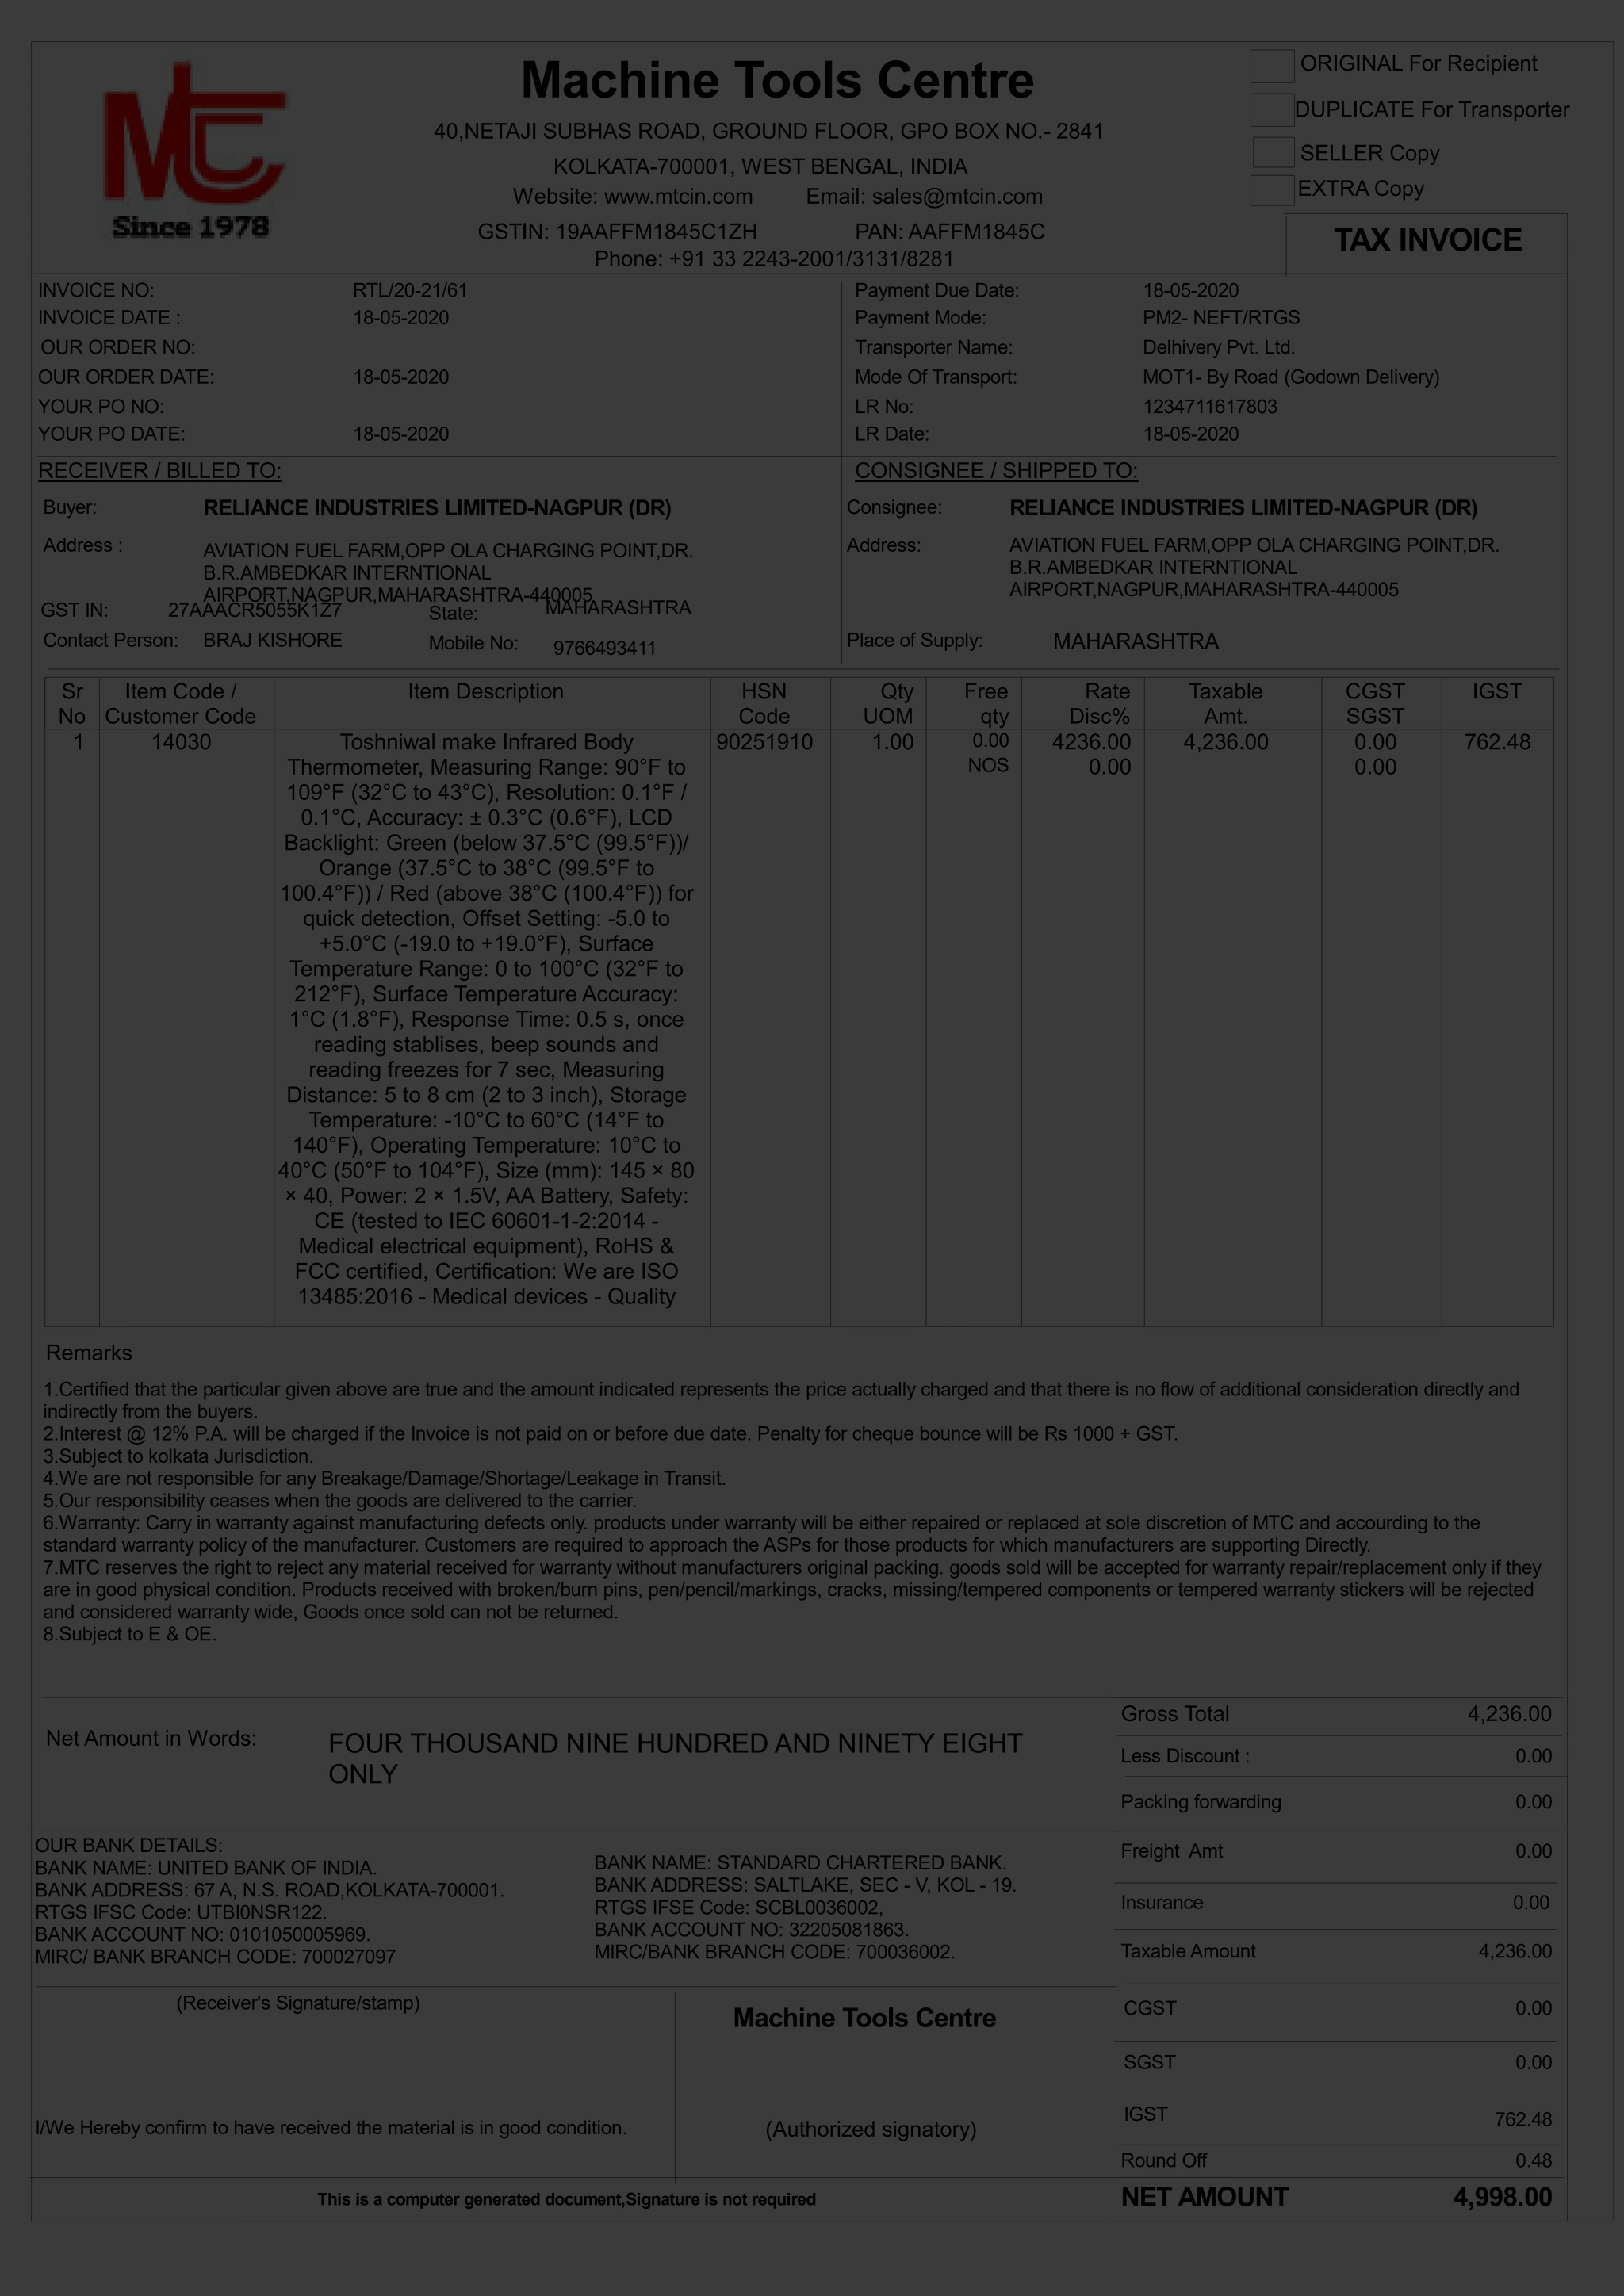 Since 1978
Machine Tools Centre
40,NETAJI SUBHAS ROAD, GROUND FLOOR, GPO BOX NO.- 2841
KOLKATA-700001, WEST BENGAL, INDIA
Website: www.mtcin.com Email: sales@mtcin.com
GSTIN: 19AAFFM1845C1ZH PAN: AAFFM1845C
Phone: +91 33 2243-2001/3131/8281
ORIGINAL For Recipient
DUPLICATE For Transporter
SELLER Copy
EXTRA Copy
TAX INVOICE
INVOICE NO: RTL/20-21/61
INVOICE DATE : 18-05-2020
OUR ORDER NO:
OUR ORDER DATE: 18-05-2020
YOUR PO NO:
YOUR PO DATE: 18-05-2020
Payment Due Date: 18-05-2020
Payment Mode: PM2- NEFT/RTGS
Transporter Name: Delhivery Pvt. Ltd.
Mode Of Transport: MOT1- By Road (Godown Delivery)
LR No: 1234711617803
LR Date: 18-05-2020
RECEIVER / BILLED TO:
Buyer: RELIANCE INDUSTRIES LIMITED-NAGPUR (DR)
Address : AVIATION FUEL FARM,OPP OLA CHARGING POINT,DR.
B.R.AMBEDKAR INTERNTIONAL
AIRPORT,NAGPUR,MAHARASHTRA-440005
GST IN: 27AAACR5055K1Z7 State: MAHARASHTRA
Contact Person: BRAJ KISHORE Mobile No: 9766493411
CONSIGNEE / SHIPPED TO:
Consignee: RELIANCE INDUSTRIES LIMITED-NAGPUR (DR)
Address: AVIATION FUEL FARM,OPP OLA CHARGING POINT,DR.
B.R.AMBEDKAR INTERNTIONAL
AIRPORT,NAGPUR,MAHARASHTRA-440005
Place of Supply: MAHARASHTRA
Sr Item Code / Item Description HSN Qty Free Rate Taxable CGST IGST
No Customer Code Code UOM qty Disc% Amt. SGST
1 14030 Toshniwal make Infrared Body 90251910 1.00 0.00 4236.00 4,236.00 0.00 762.48
Thermometer, Measuring Range: 90°F to NOS 0.00 0.00
109°F (32°C to 43°C), Resolution: 0.1°F /
0.1°C, Accuracy: ± 0.3°C (0.6°F), LCD
Backlight: Green (below 37.5°C (99.5°F))/
Orange (37.5°C to 38°C (99.5°F to
100.4°F)) / Red (above 38°C (100.4°F)) for
quick detection, Offset Setting: -5.0 to
+5.0°C (-19.0 to +19.0°F), Surface
Temperature Range: 0 to 100°C (32°F to
212°F), Surface Temperature Accuracy:
1°C (1.8°F), Response Time: 0.5 s, once
reading stablises, beep sounds and
reading freezes for 7 sec, Measuring
Distance: 5 to 8 cm (2 to 3 inch), Storage
Temperature: -10°C to 60°C (14°F to
140°F), Operating Temperature: 10°C to
40°C (50°F to 104°F), Size (mm): 145 × 80
× 40, Power: 2 × 1.5V, AA Battery, Safety:
CE (tested to IEC 60601-1-2:2014 -
Medical electrical equipment), RoHS &
FCC certified, Certification: We are ISO
13485:2016 - Medical devices - Quality
Remarks
1.Certified that the particular given above are true and the amount indicated represents the price actually charged and that there is no flow of additional consideration directly and
indirectly from the buyers.
2.Interest @ 12% P.A. will be charged if the Invoice is not paid on or before due date. Penalty for cheque bounce will be Rs 1000 + GST.
3.Subject to kolkata Jurisdiction.
4.We are not responsible for any Breakage/Damage/Shortage/Leakage in Transit.
5.Our responsibility ceases when the goods are delivered to the carrier.
6.Warranty: Carry in warranty against manufacturing defects only. products under warranty will be either repaired or replaced at sole discretion of MTC and accourding to the
standard warranty policy of the manufacturer. Customers are required to approach the ASPs for those products for which manufacturers are supporting Directly.
7.MTC reserves the right to reject any material received for warranty without manufacturers original packing. goods sold will be accepted for warranty repair/replacement only if they
are in good physical condition. Products received with broken/burn pins, pen/pencil/markings, cracks, missing/tempered components or tempered warranty stickers will be rejected
and considered warranty wide, Goods once sold can not be returned.
8.Subject to E & OE.
Net Amount in Words: FOUR THOUSAND NINE HUNDRED AND NINETY EIGHT
ONLY
OUR BANK DETAILS:
BANK NAME: UNITED BANK OF INDIA.
BANK ADDRESS: 67 A, N.S. ROAD,KOLKATA-700001.
RTGS IFSC Code: UTBI0NSR122.
BANK ACCOUNT NO: 0101050005969.
MIRC/ BANK BRANCH CODE: 700027097
BANK NAME: STANDARD CHARTERED BANK.
BANK ADDRESS: SALTLAKE, SEC - V, KOL - 19.
RTGS IFSE Code: SCBL0036002,
BANK ACCOUNT NO: 32205081863.
MIRC/BANK BRANCH CODE: 700036002.
(Receiver's Signature/stamp)
I/We Hereby confirm to have received the material is in good condition.
Machine Tools Centre
(Authorized signatory)
Gross Total 4,236.00
Less Discount : 0.00
Packing forwarding 0.00
Freight Amt 0.00
Insurance 0.00
Taxable Amount 4,236.00
CGST 0.00
SGST 0.00
IGST 762.48
Round Off 0.48
NET AMOUNT 4,998.00
This is a computer generated document,Signature is not required